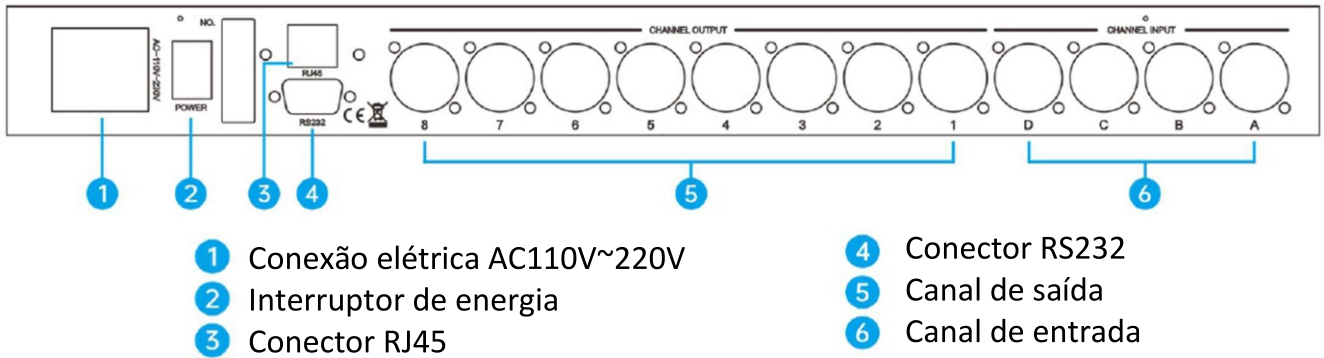 NO.
CHANNEL OUTPUT
CHANNEL INPUT
AC~110V~220V
RJ45
POWER
RS232
CE
8 7 6 5 4 3 2 1 D C B A
1 2 3 4 5 6
1 Conexão elétrica AC110V~220V
2 Interruptor de energia
3 Conector RJ45
4 Conector RS232
5 Canal de saída
6 Canal de entrada